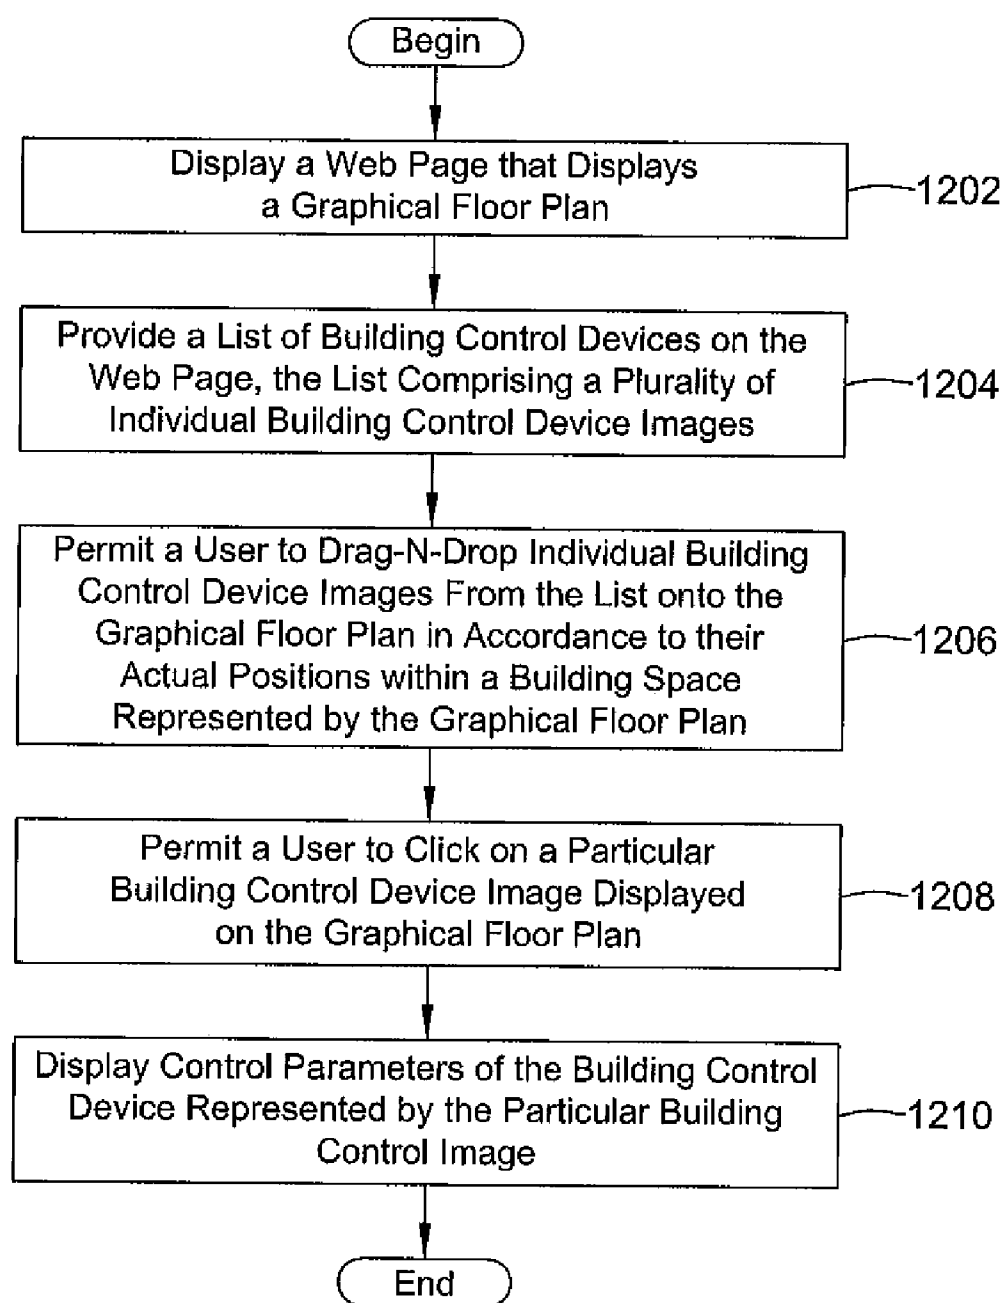 Begin
Display a Web Page that Displays
a Graphical Floor Plan
1202
Provide a List of Building Control Devices on the
Web Page, the List Comprising a Plurality of
Individual Building Control Device Images
1204
Permit a User to Drag-N-Drop Individual Building
Control Device Images From the List onto the
Graphical Floor Plan in Accordance to their
Actual Positions within a Building Space
Represented by the Graphical Floor Plan
1206
Permit a User to Click on a Particular
Building Control Device Image Displayed
on the Graphical Floor Plan
1208
Display Control Parameters of the Building Control
Device Represented by the Particular Building
Control Image
1210
End